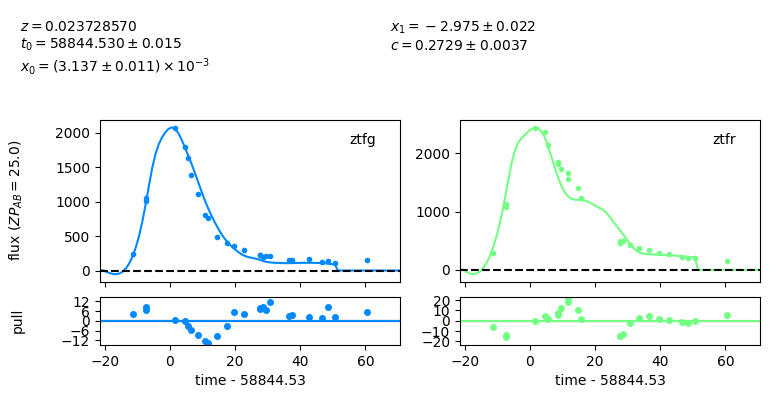 z = 0.023728570
t₀ = 58844.530 ± 0.015
x₀ = (3.137 ± 0.011) × 10⁻³
x₁ = −2.975 ± 0.022
c = 0.2729 ± 0.0037
flux (ZP_AB = 25.0)
2000
1500
1000
500
0
ztfg
2000
1000
0
ztfr
pull
12
6
0
−6
−12
−20 0 20 40 60
time - 58844.53
20
10
0
−10
−20
−20 0 20 40 60
time - 58844.53